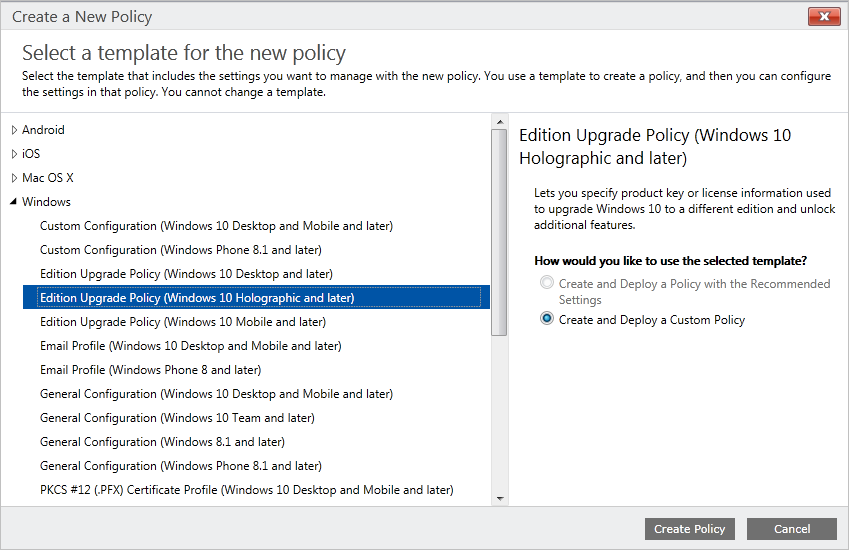 Create a New Policy
Select a template for the new policy
Select the template that includes the settings you want to manage with the new policy. You use a template to create a policy, and then you can configure
the settings in that policy. You cannot change a template.
Android
iOS
Mac OS X
Windows
Custom Configuration (Windows 10 Desktop and Mobile and later)
Custom Configuration (Windows Phone 8.1 and later)
Edition Upgrade Policy (Windows 10 Desktop and later)
Edition Upgrade Policy (Windows 10 Holographic and later)
Edition Upgrade Policy (Windows 10 Mobile and later)
Email Profile (Windows 10 Desktop and Mobile and later)
Email Profile (Windows Phone 8 and later)
General Configuration (Windows 10 Desktop and Mobile and later)
General Configuration (Windows 10 Team and later)
General Configuration (Windows 8.1 and later)
General Configuration (Windows Phone 8.1 and later)
PKCS #12 (.PFX) Certificate Profile (Windows 10 Desktop and Mobile and later)
Edition Upgrade Policy (Windows 10
Holographic and later)
Lets you specify product key or license information used
to upgrade Windows 10 to a different edition and unlock
additional features.
How would you like to use the selected template?
Create and Deploy a Policy with the Recommended
Settings
Create and Deploy a Custom Policy
Create Policy
Cancel